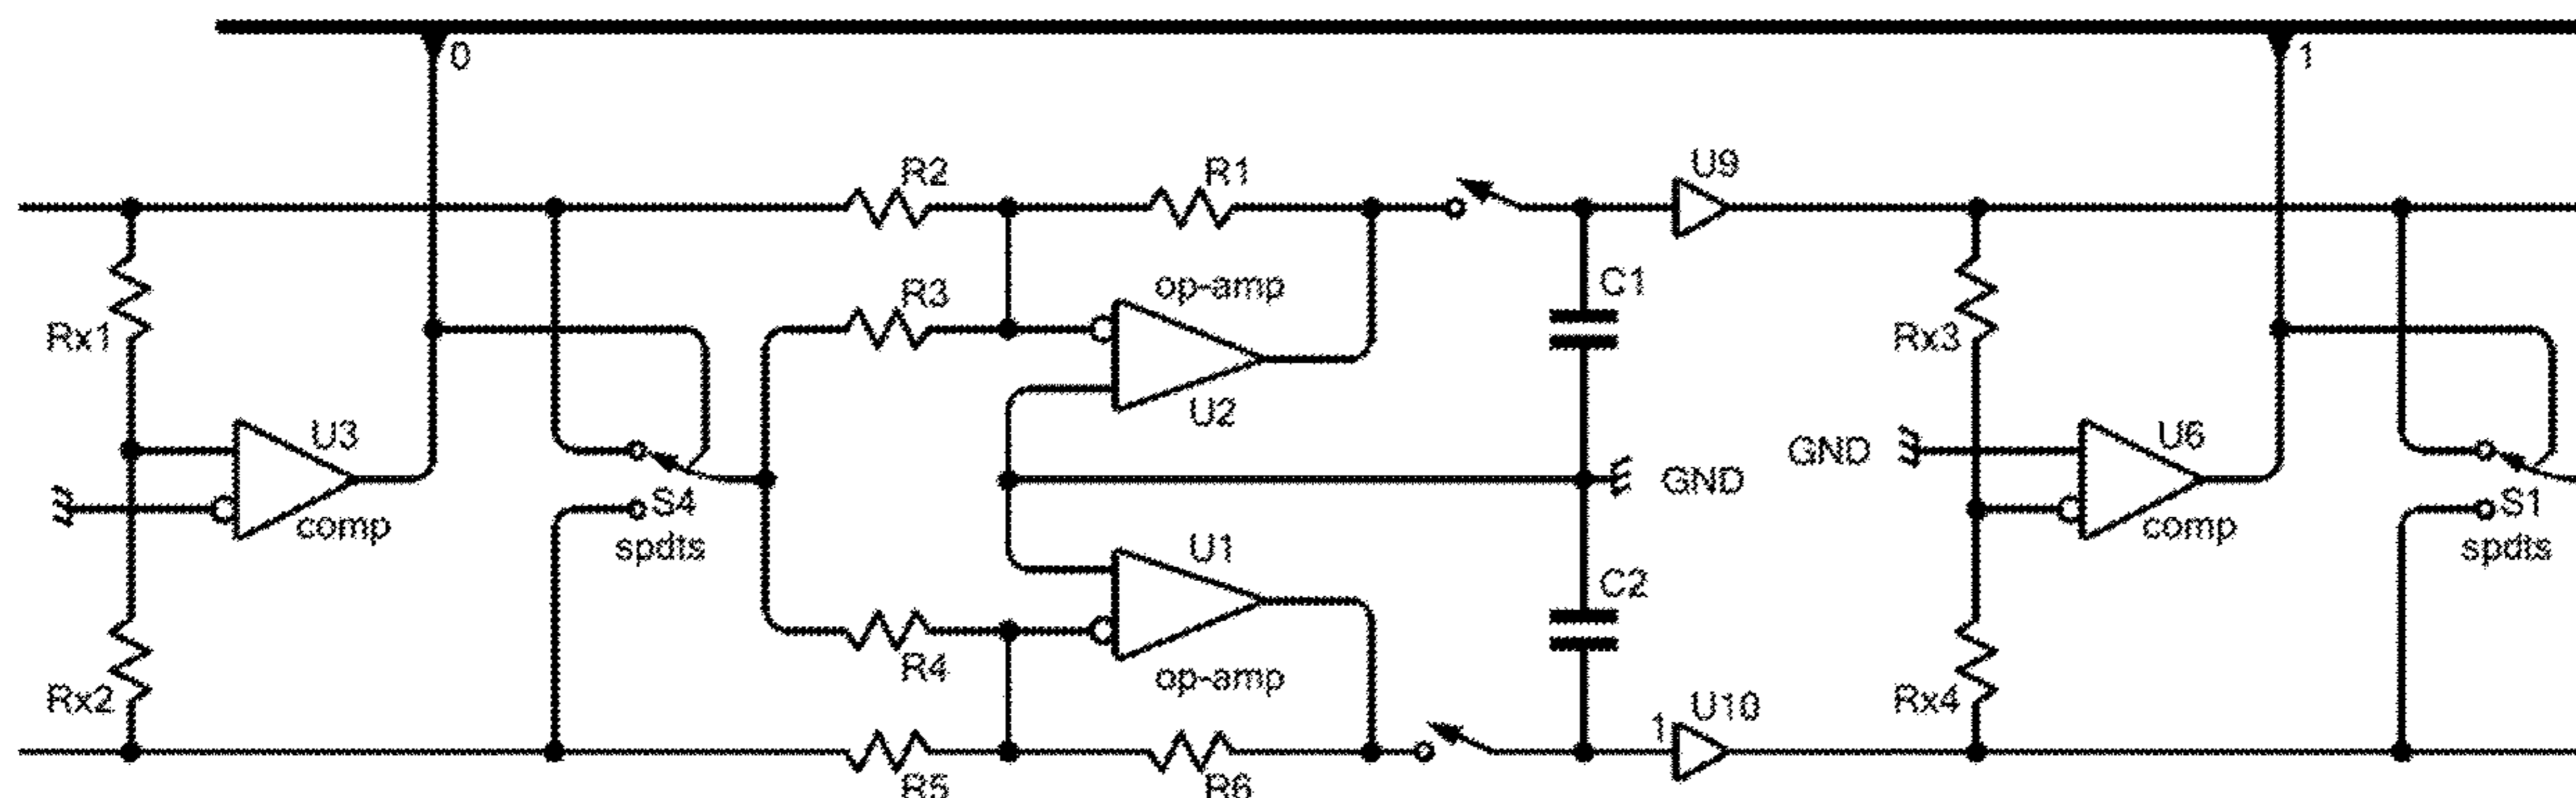 0
1
R2
R1
U9
R3
op-amp
C1
Rx1
Rx3
U2
U3
U6
GND
GND
S4
S1
comp
comp
spdts
spdts
U1
C2
R4
op-amp
Rx2
Rx4
1
U10
R5
R6